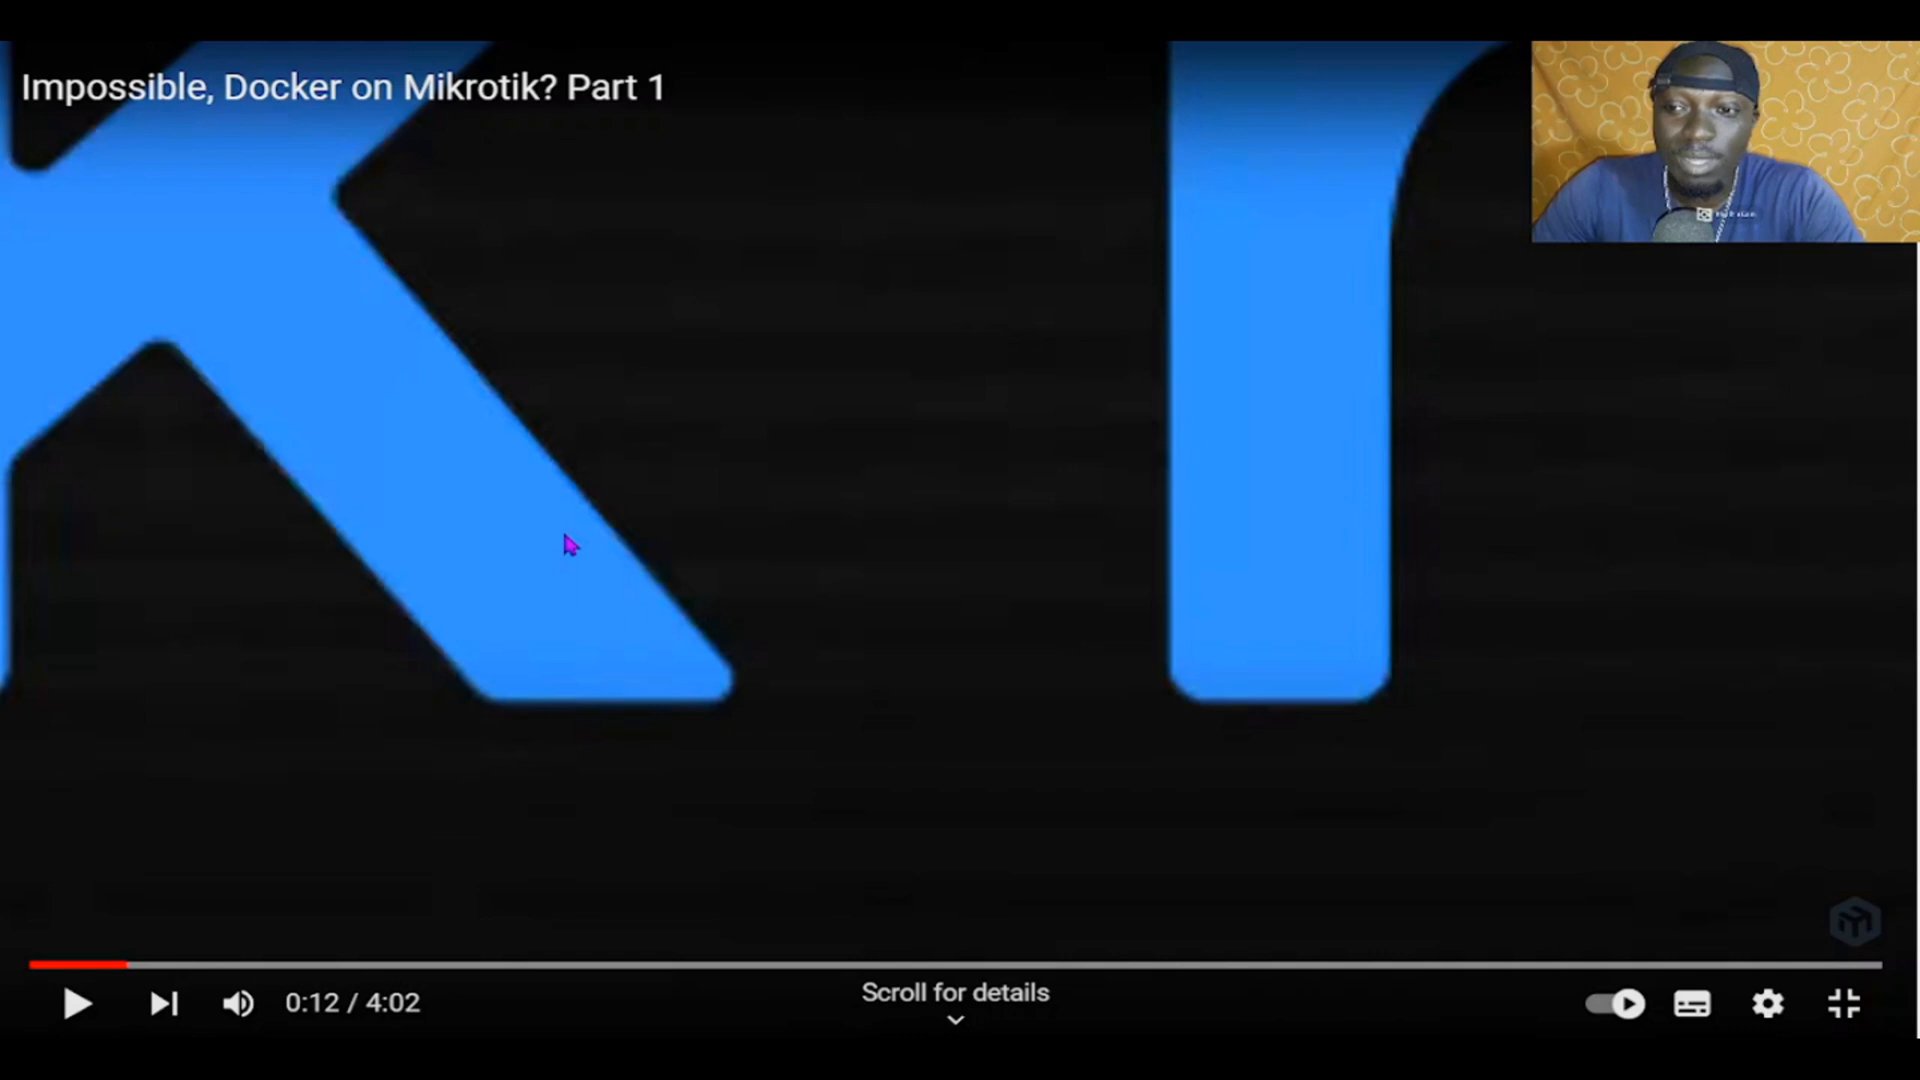 Impossible, Docker on Mikrotik? Part 1
k r
0:12 / 4:02
Scroll for details